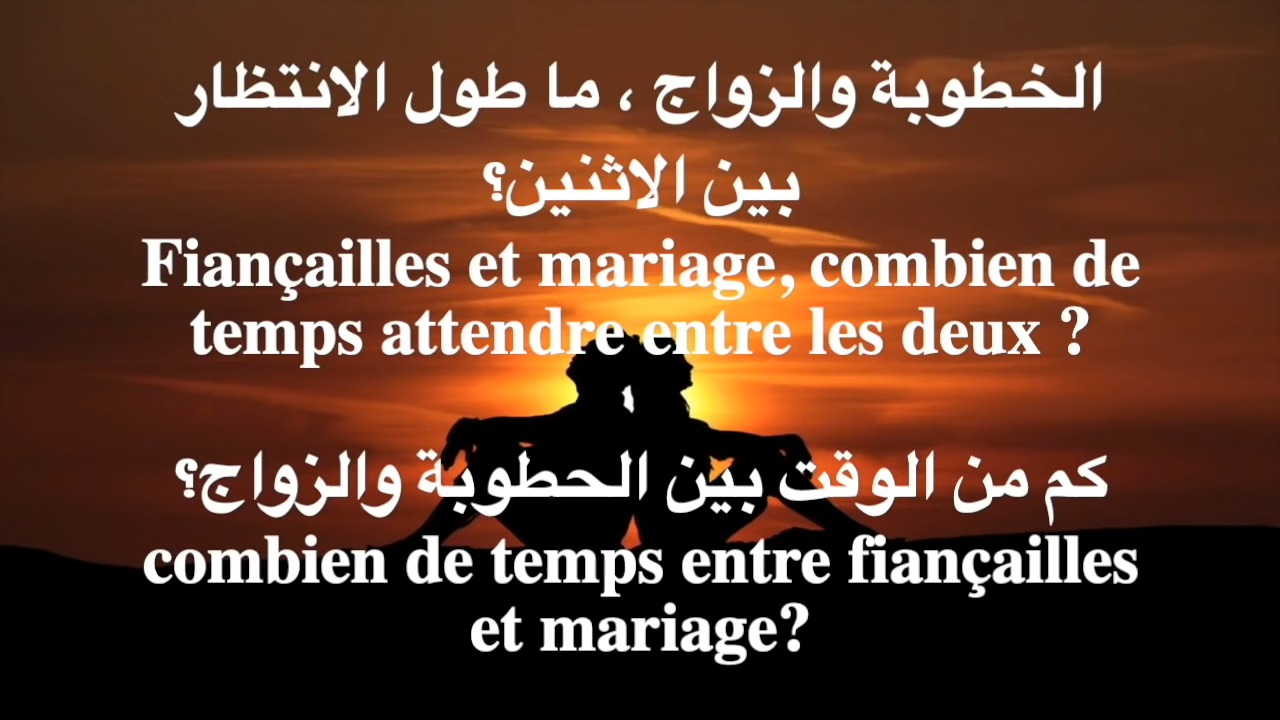 الخطوبة والزواج ، ما طول الانتظار
بين الاثنين؟
Fiançailles et mariage, combien de
temps attendre entre les deux ?
كم من الوقت بين الحطوبة والزواج؟
combien de temps entre fiançailles
et mariage?